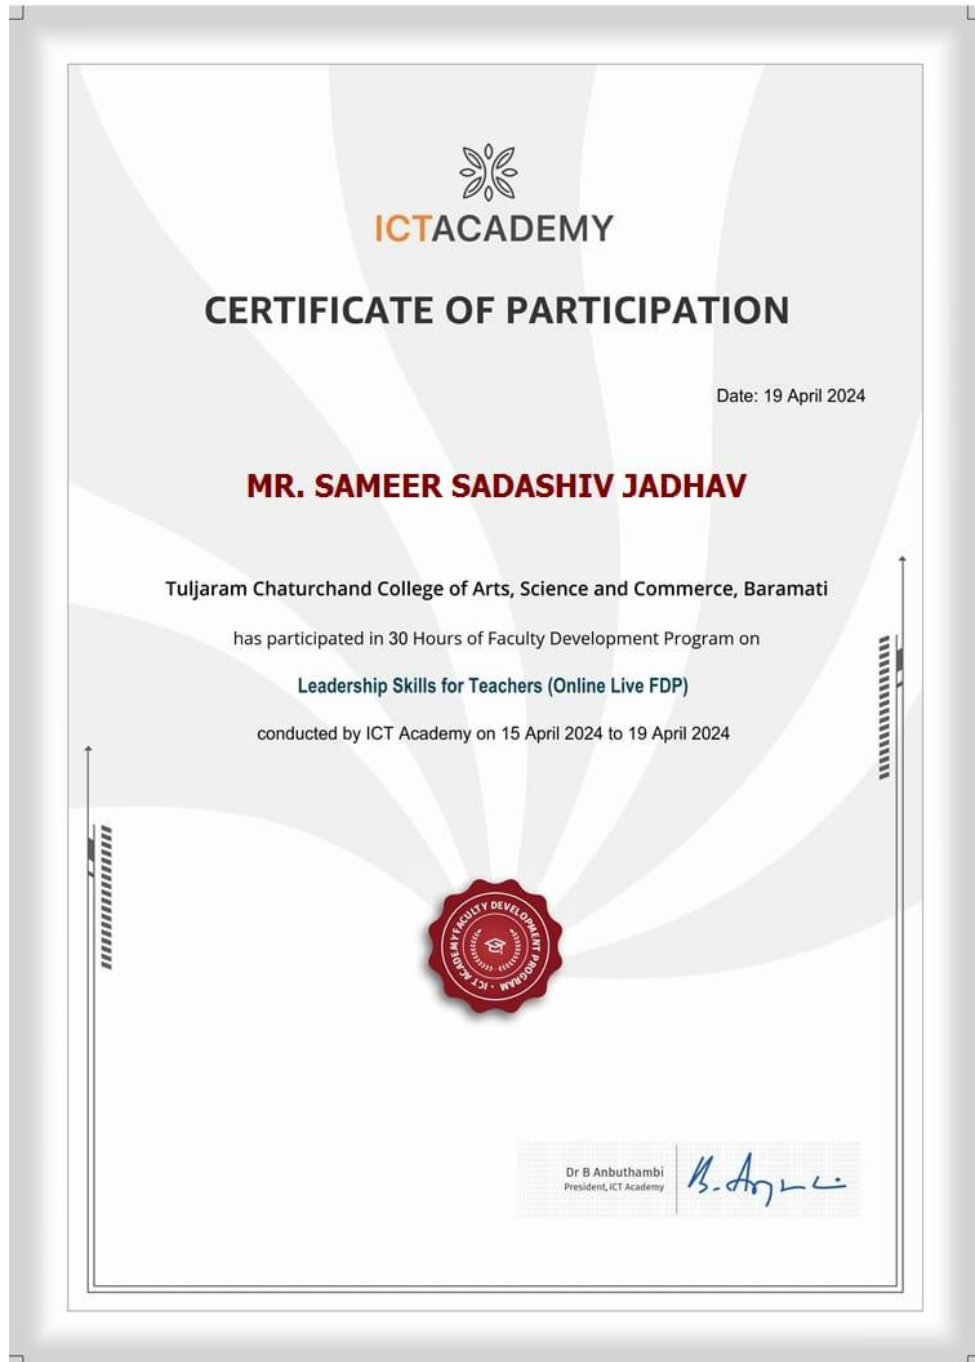 ICTACADEMY
CERTIFICATE OF PARTICIPATION
Date: 19 April 2024
MR. SAMEER SADASHIV JADHAV
Tuljaram Chaturchand College of Arts, Science and Commerce, Baramati
has participated in 30 Hours of Faculty Development Program on
Leadership Skills for Teachers (Online Live FDP)
conducted by ICT Academy on 15 April 2024 to 19 April 2024
ICT ACADEMY FACULTY DEVELOPMENT PROGRAM
Dr B Anbuthambi
President, ICT Academy